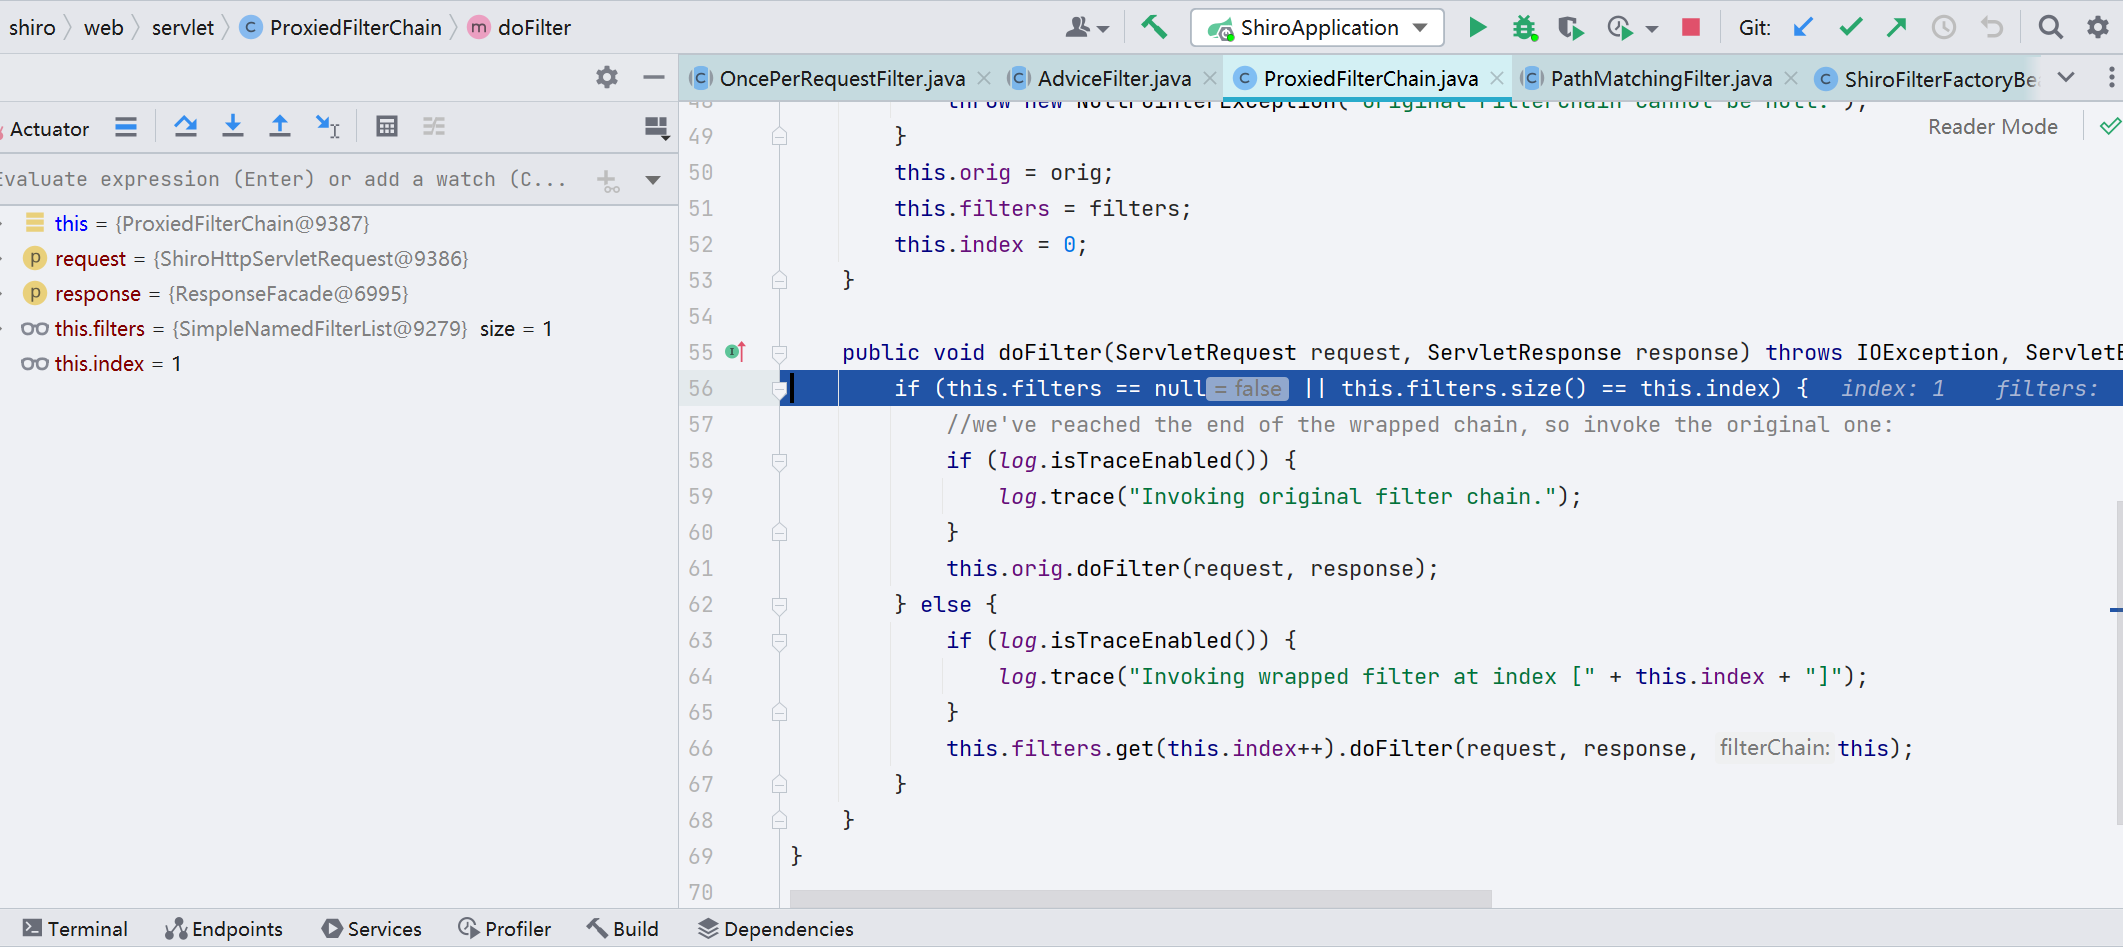 shiro web servlet ProxiedFilterChain doFilter
ShiroApplication
Git:
OncePerRequestFilter.java AdviceFilter.java ProxiedFilterChain.java PathMatchingFilter.java ShiroFilterFactoryBe
Actuator
Reader Mode
Evaluate expression (Enter) or add a watch (C...
this = {ProxiedFilterChain@9387}
request = {ShiroHttpServletRequest@9386}
response = {ResponseFacade@6995}
this.filters = {SimpleNamedFilterList@9279} size = 1
this.index = 1
throw new NullPointerException("original FilterChain cannot be null.");
49 }
50 this.orig = orig;
51 this.filters = filters;
52 this.index = 0;
53 }
54
55 public void doFilter(ServletRequest request, ServletResponse response) throws IOException, ServletE
56 if (this.filters == null = false || this.filters.size() == this.index) { index: 1 filters:
57 //we've reached the end of the wrapped chain, so invoke the original one:
58 if (log.isTraceEnabled()) {
59 log.trace("Invoking original filter chain.");
60 }
61 this.orig.doFilter(request, response);
62 } else {
63 if (log.isTraceEnabled()) {
64 log.trace("Invoking wrapped filter at index [" + this.index + "]");
65 }
66 this.filters.get(this.index++).doFilter(request, response, filterChain: this);
67 }
68 }
69 }
70
Terminal Endpoints Services Profiler Build Dependencies